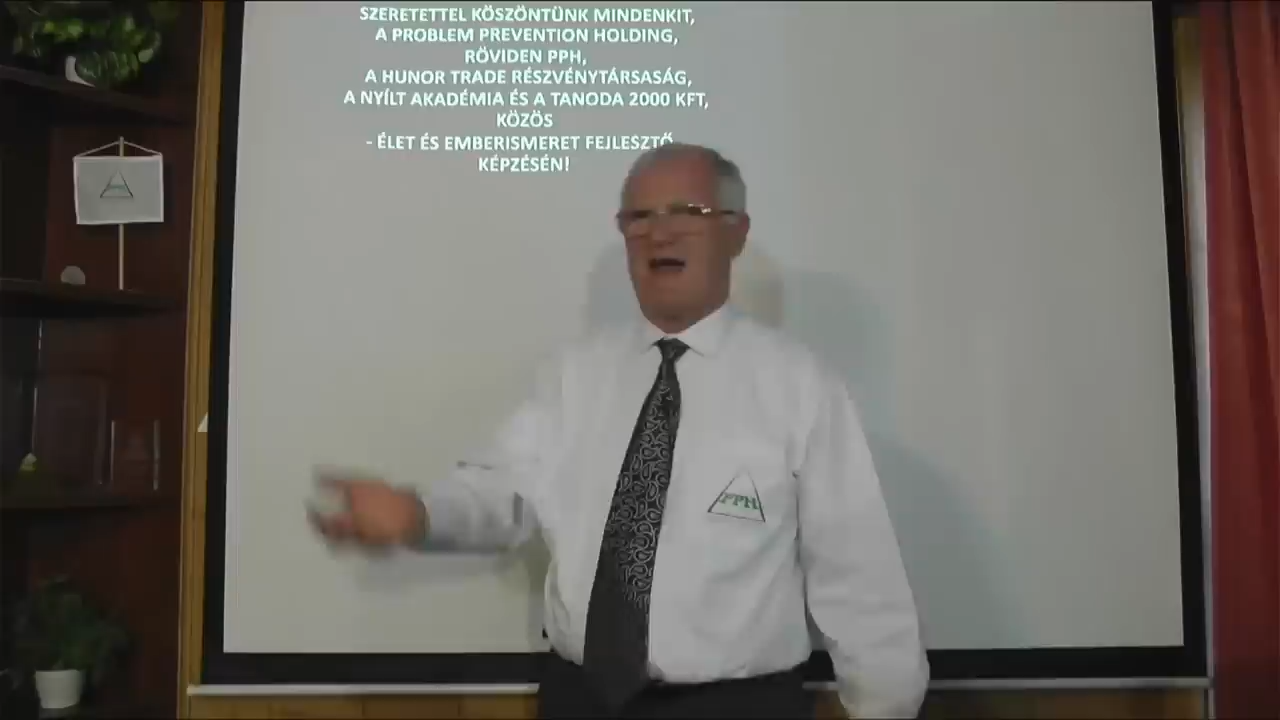 SZERETETTEL KÖSZÖNTÜNK MINDENKIT,
A PROBLEM PREVENTION HOLDING,
RÖVIDEN PPH,
A HUNOR TRADE RÉSZVÉNYTÁRSASÁG,
A NYÍLT AKADÉMIA ÉS A TANODA 2000 KFT,
KÖZÖS
- ÉLET ÉS EMBERISMERET FEJLESZTŐ
KÉPZÉSÉN!
PPH